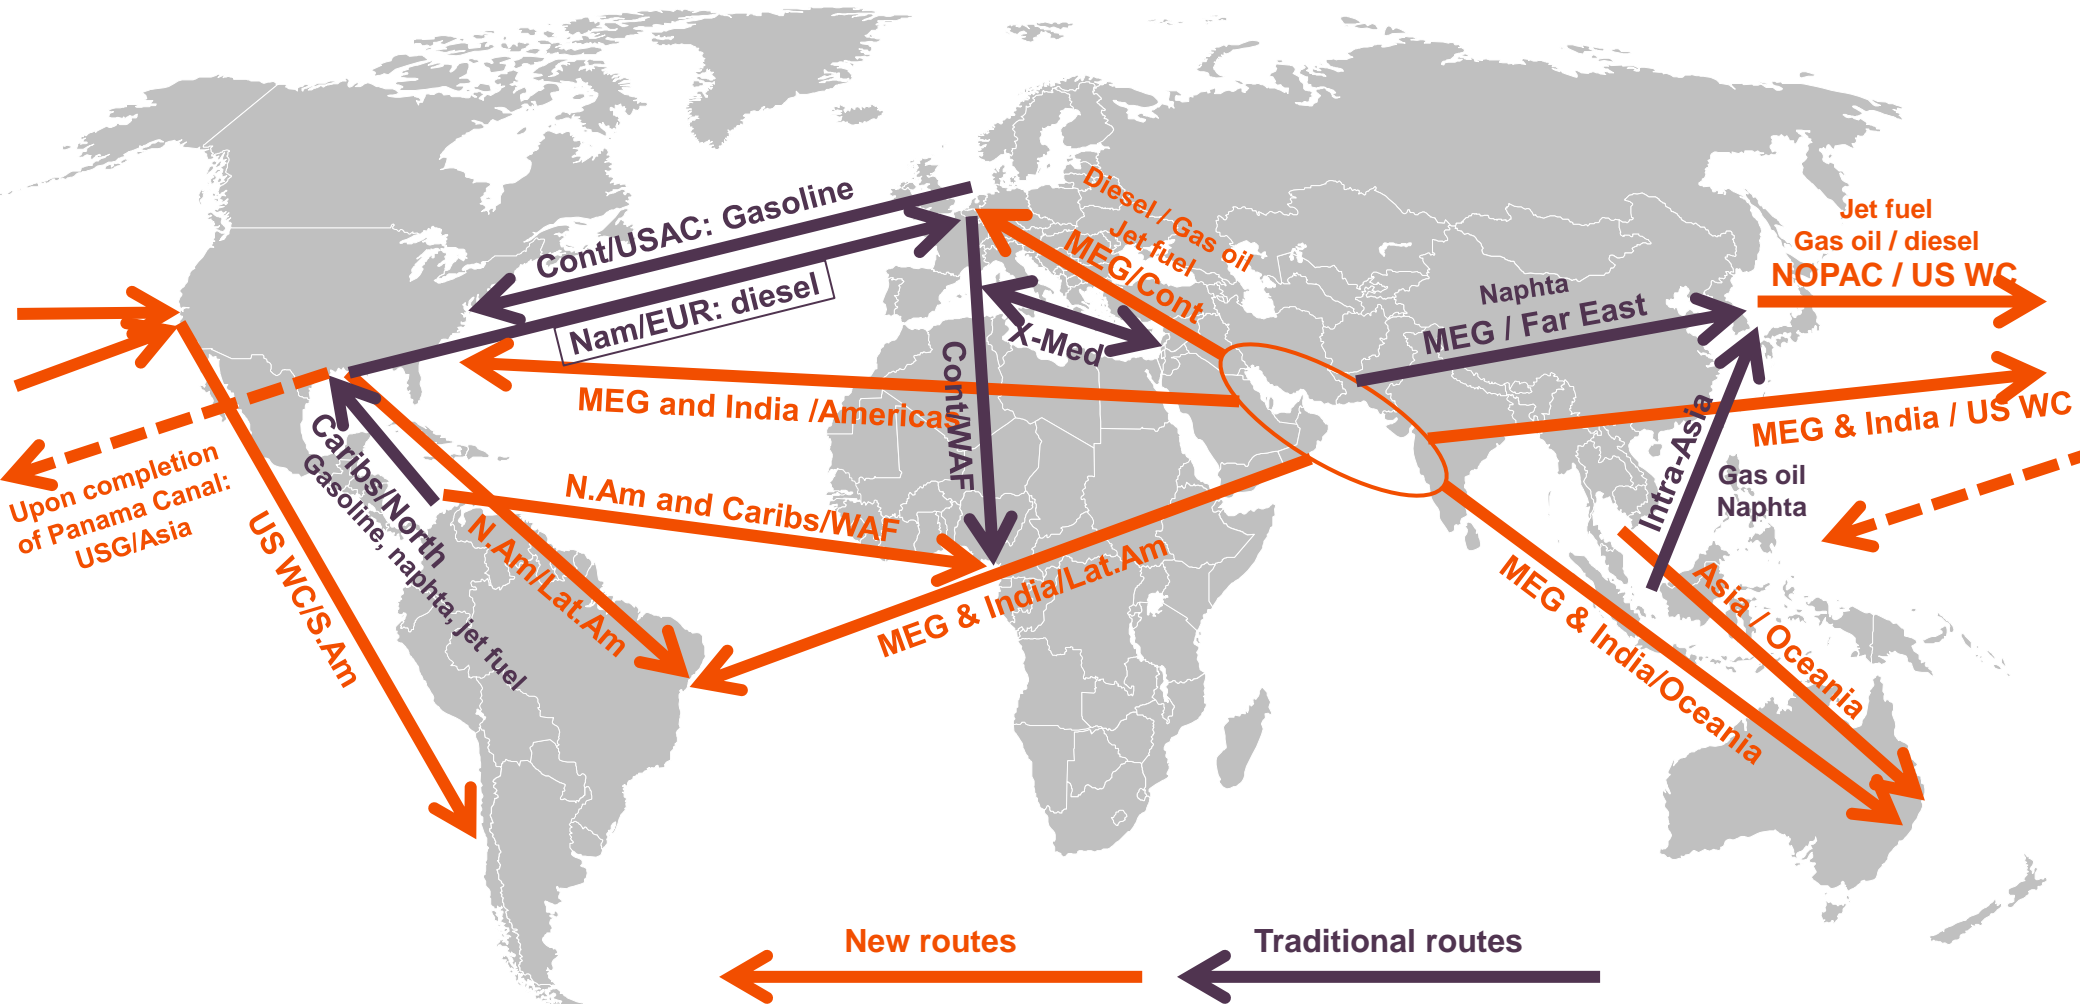 Cont/USAC: Gasoline
Nam/EUR: diesel
Diesel / Gas oil
Jet fuel
MEG/Cont
X-Med
Cont/WAF
Naphta
MEG / Far East
Jet fuel
Gas oil / diesel
NOPAC / US WC
MEG & India / US WC
MEG and India /Americas
Upon completion
of Panama Canal:
USG/Asia
US WC/S.Am
Caribs/North
Gasoline, naphta, jet fuel
N.Am/Lat.Am
N.Am and Caribs/WAF
MEG & India/Lat.Am
Intra-Asia
Gas oil
Naphta
Asia / Oceania
MEG & India/Oceania
New routes
Traditional routes